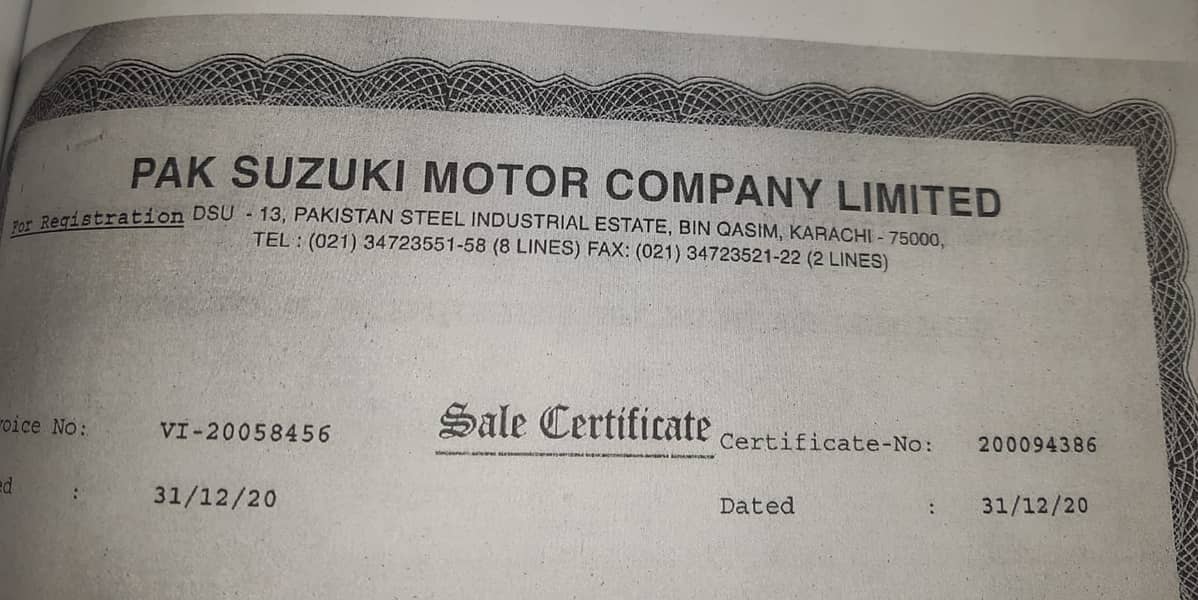 PAK SUZUKI MOTOR COMPANY LIMITED
For Registration DSU - 13, PAKISTAN STEEL INDUSTRIAL ESTATE, BIN QASIM, KARACHI - 75000,
TEL : (021) 34723551-58 (8 LINES) FAX: (021) 34723521-22 (2 LINES)
Sale Certificate
voice No: VI-20058456 Certificate-No: 200094386
ed : 31/12/20 Dated : 31/12/20